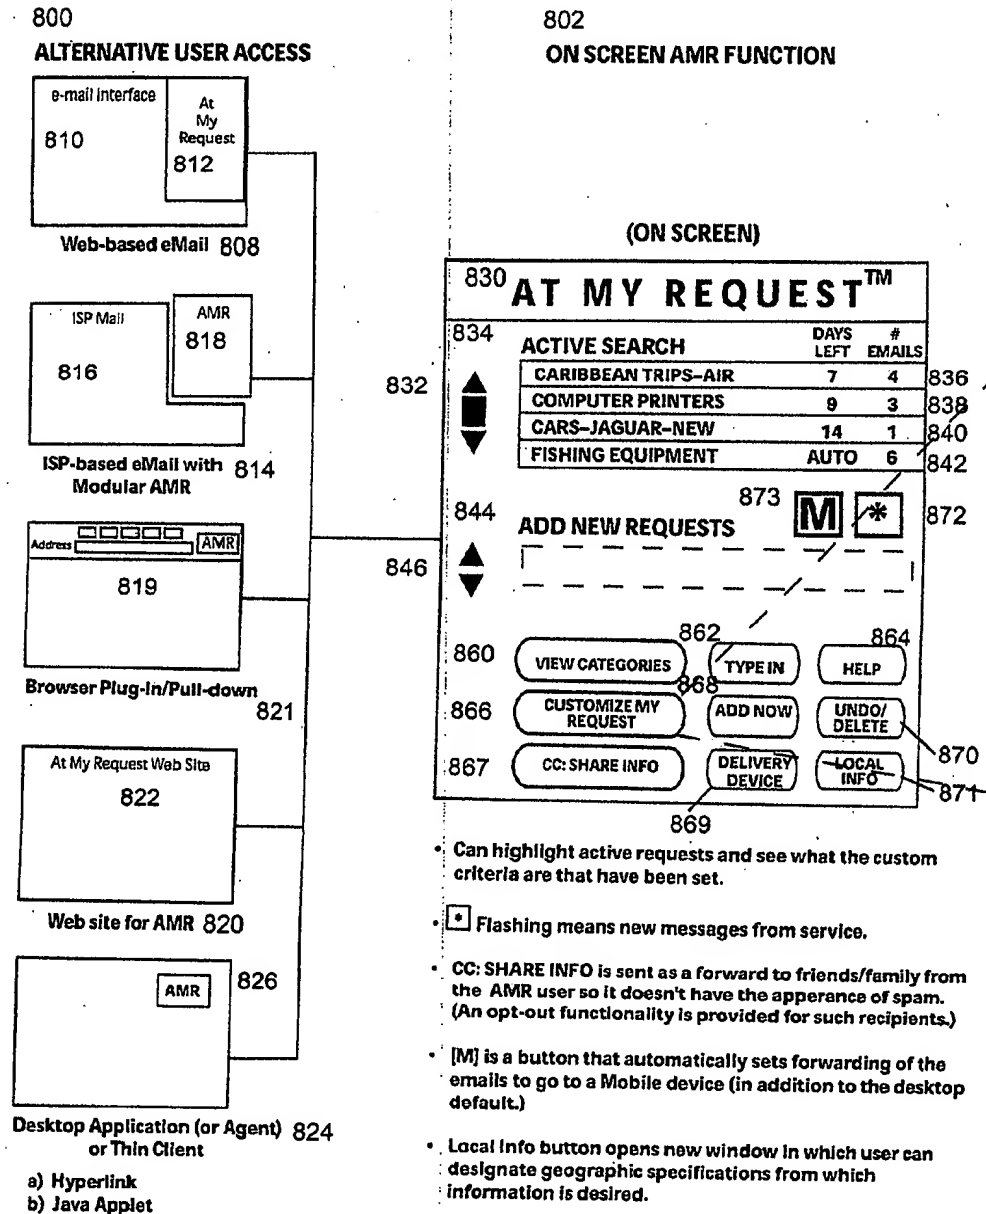 800
ALTERNATIVE USER ACCESS
e-mail interface
810
At
My
Request
812
Web-based eMail 808
ISP Mail
816
AMR
818
ISP-based eMail with 814
Modular AMR
Address
AMR
819
Browser Plug-In/Pull-down
821
At My Request Web Site
822
Web site for AMR 820
AMR
826
Desktop Application (or Agent) 824
or Thin Client
a) Hyperlink
b) Java Applet
802
ON SCREEN AMR FUNCTION
(ON SCREEN)
830
AT MY REQUEST™
834
ACTIVE SEARCH
DAYS LEFT
# EMAILS
832
CARIBBEAN TRIPS–AIR 7 4 836
COMPUTER PRINTERS 9 3 838
CARS–JAGUAR–NEW 14 1 840
FISHING EQUIPMENT AUTO 6 842
873 M * 872
844
ADD NEW REQUESTS
846
862
864
860 VIEW CATEGORIES TYPE IN HELP
868
866 CUSTOMIZE MY REQUEST ADD NOW UNDO/ DELETE
870
867 CC: SHARE INFO DELIVERY DEVICE LOCAL INFO
871
869
• Can highlight active requests and see what the custom
criteria are that have been set.
• * Flashing means new messages from service.
• CC: SHARE INFO is sent as a forward to friends/family from
the AMR user so it doesn't have the apperance of spam.
(An opt-out functionality is provided for such recipients.)
• [M] is a button that automatically sets forwarding of the
emails to go to a Mobile device (in addition to the desktop
default.)
• Local Info button opens new window in which user can
designate geographic specifications from which
information is desired.